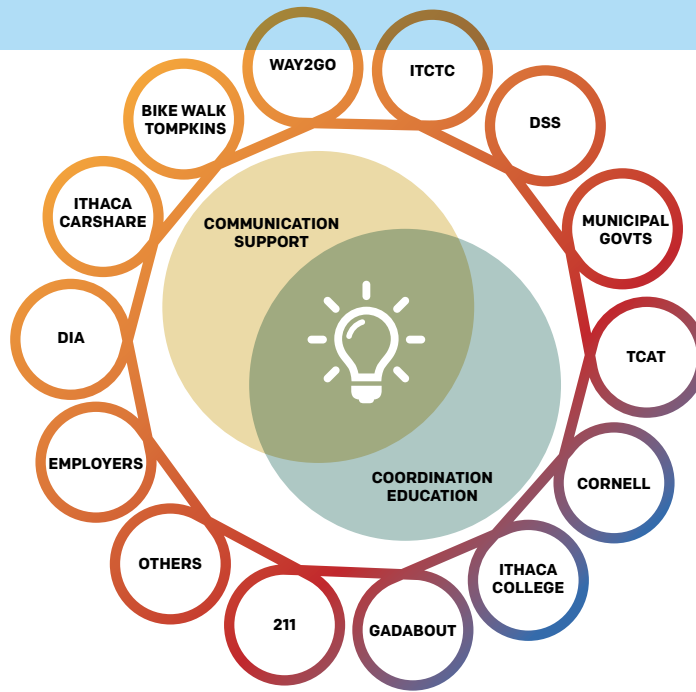 WAY2GO
ITCTC
DSS
MUNICIPAL
GOVTS
TCAT
CORNELL
ITHACA
COLLEGE
GADABOUT
211
OTHERS
EMPLOYERS
DIA
ITHACA
CARSHARE
BIKE WALK
TOMPKINS
COMMUNICATION
SUPPORT
COORDINATION
EDUCATION